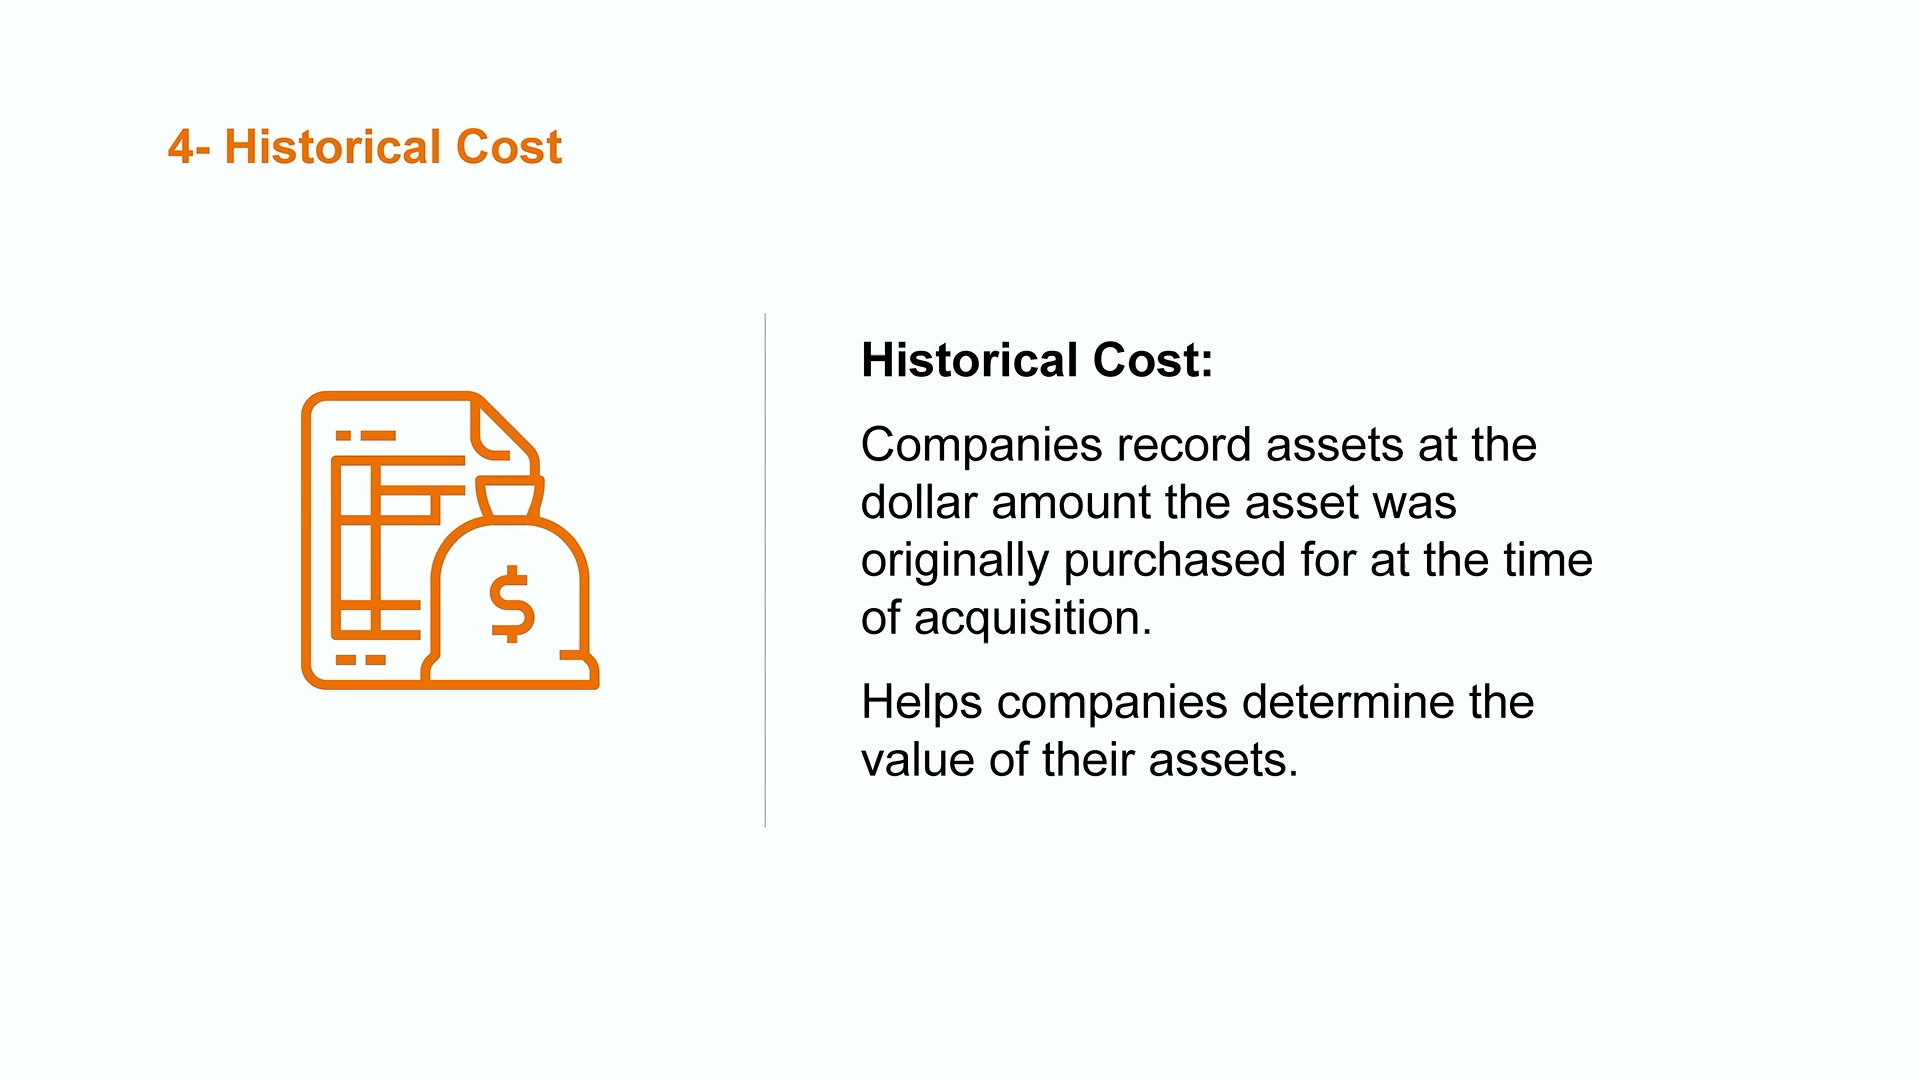 4- Historical Cost
Historical Cost:
Companies record assets at the
dollar amount the asset was
originally purchased for at the time
of acquisition.
Helps companies determine the
value of their assets.
$